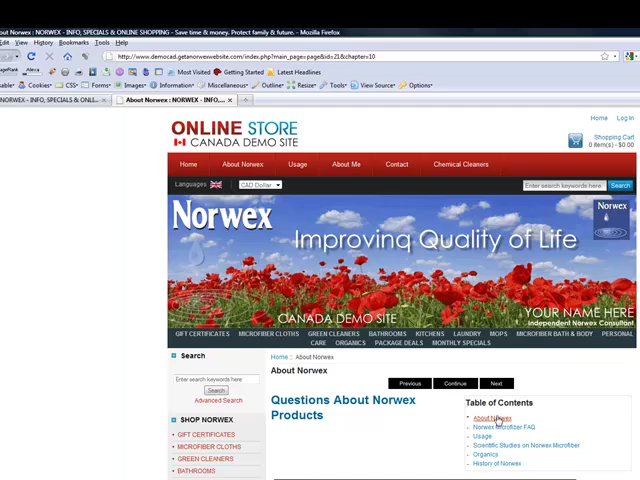 bout Norwex : NORWEX - INFO, SPECIALS & ONLINE SHOPPING - Save time & money. Protect family & future. - Mozilla Firefox
Edit View History Bookmarks Tools Help
http://www.democad.getanorwexwebsite.com/index.php?main_page=page&id=21&chapter=10
PageRank Alexa Most Visited Getting Started Latest Headlines
Disable Cookies CSS Forms Images Information Miscellaneous Outline Resize Tools View Source Options
NORWEX - INFO, SPECIALS & ONLI... About Norwex : NORWEX - INFO,...
Home Log In
ONLINE STORE
CANADA DEMO SITE
Shopping Cart
0 item(s) - $0.00
Home About Norwex Usage About Me Contact Chemical Cleaners
Languages CAD Dollar Enter search keywords here Search
Norwex
Norwex
Improving Quality of Life
CANADA DEMO SITE
YOUR NAME HERE
Independent Norwex Consultant
GIFT CERTIFICATES MICROFIBER CLOTHS GREEN CLEANERS BATHROOMS KITCHENS LAUNDRY MOPS MICROFIBER BATH & BODY PERSONAL
CARE ORGANICS PACKAGE DEALS MONTHLY SPECIALS
Search
Enter search keywords here
Search
Advanced Search
SHOP NORWEX
GIFT CERTIFICATES
MICROFIBER CLOTHS
GREEN CLEANERS
BATHROOMS
Home :: About Norwex
About Norwex
Previous Continue Next
Questions About Norwex
Products
Table of Contents
About Norwex
Norwex Microfiber FAQ
Usage
Scientific Studies on Norwex Microfiber
Organics
History of Norwex